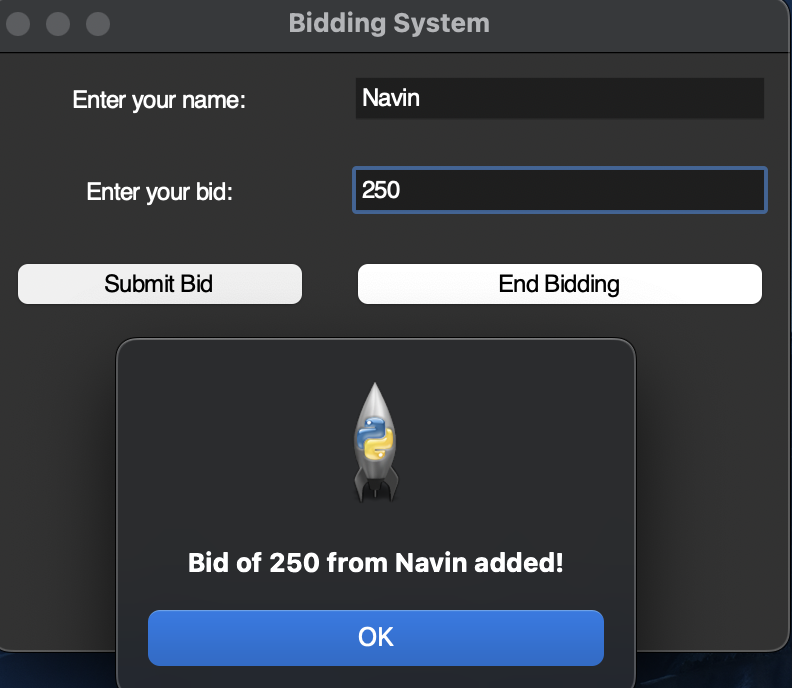 Bidding System
Enter your name: Navin
Enter your bid: 250
Submit Bid End Bidding
Bid of 250 from Navin added!
OK